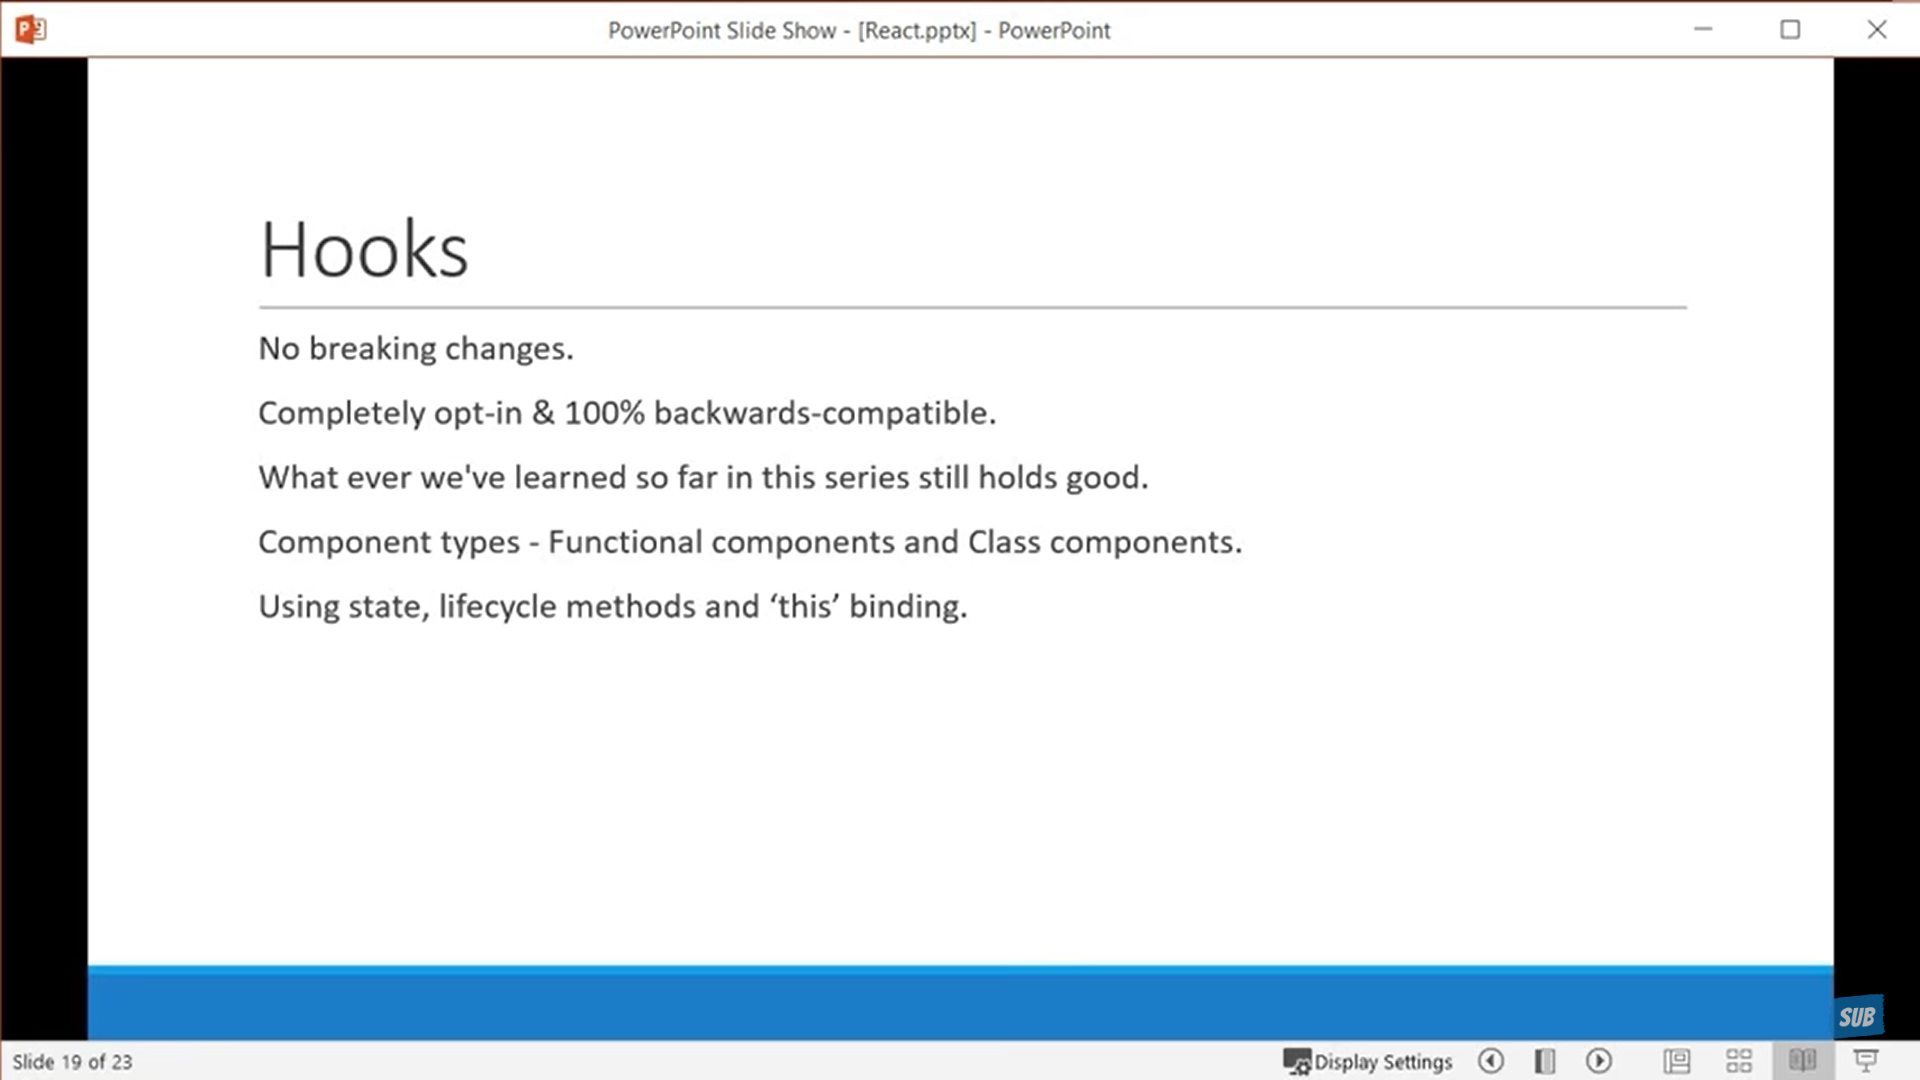 PowerPoint Slide Show - [React.pptx] - PowerPoint
Hooks
No breaking changes.
Completely opt-in & 100% backwards-compatible.
What ever we've learned so far in this series still holds good.
Component types - Functional components and Class components.
Using state, lifecycle methods and ‘this’ binding.
SUB
Slide 19 of 23
Display Settings